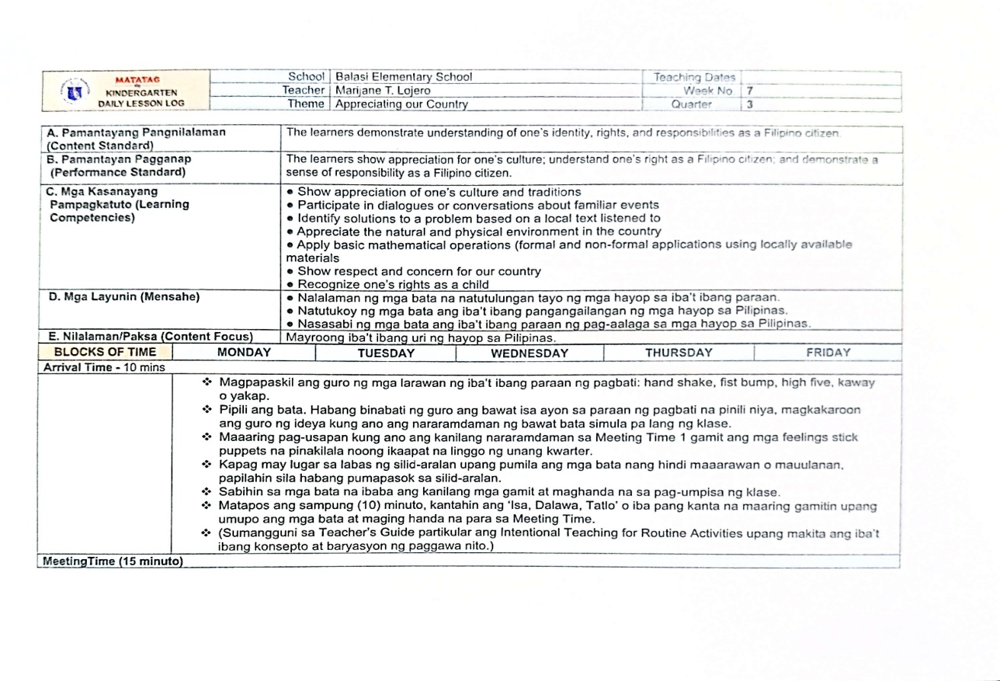 MATATAG
KINDERGARTEN
DAILY LESSON LOG
School Balasi Elementary School Teaching Dates
Teacher Marijane T. Lojero Week No 7
Theme Appreciating our Country Quarter 3
A. Pamantayang Pangnilalaman
(Content Standard)
The learners demonstrate understanding of one's identity, rights, and responsibilities as a Filipino citizen.
B. Pamantayan Pagganap
(Performance Standard)
The learners show appreciation for one's culture; understand one's right as a Filipino citizen; and demonstrate a
sense of responsibility as a Filipino citizen.
C. Mga Kasanayang
Pampagkatuto (Learning
Competencies)
● Show appreciation of one's culture and traditions
● Participate in dialogues or conversations about familiar events
● Identify solutions to a problem based on a local text listened to
● Appreciate the natural and physical environment in the country
● Apply basic mathematical operations (formal and non-formal applications using locally available
materials
● Show respect and concern for our country
● Recognize one's rights as a child
D. Mga Layunin (Mensahe)
● Nalalaman ng mga bata na natutulungan tayo ng mga hayop sa iba't ibang paraan.
● Natutukoy ng mga bata ang iba't ibang pangangailangan ng mga hayop sa Pilipinas.
● Nasasabi ng mga bata ang iba't ibang paraan ng pag-aalaga sa mga hayop sa Pilipinas.
E. Nilalaman/Paksa (Content Focus) Mayroong iba't ibang uri ng hayop sa Pilipinas.
BLOCKS OF TIME MONDAY TUESDAY WEDNESDAY THURSDAY FRIDAY
Arrival Time - 10 mins
❖ Magpapaskil ang guro ng mga larawan ng iba't ibang paraan ng pagbati: hand shake, fist bump, high five, kaway
o yakap.
❖ Pipili ang bata. Habang binabati ng guro ang bawat isa ayon sa paraan ng pagbati na pinili niya, magkakaroon
ang guro ng ideya kung ano ang nararamdaman ng bawat bata simula pa lang ng klase.
❖ Maaaring pag-usapan kung ano ang kanilang nararamdaman sa Meeting Time 1 gamit ang mga feelings stick
puppets na pinakilala noong ikaapat na linggo ng unang kwarter.
❖ Kapag may lugar sa labas ng silid-aralan upang pumila ang mga bata nang hindi maaarawan o mauulanan,
papilahin sila habang pumapasok sa silid-aralan.
❖ Sabihin sa mga bata na ibaba ang kanilang mga gamit at maghanda na sa pag-umpisa ng klase.
❖ Matapos ang sampung (10) minuto, kantahin ang 'Isa, Dalawa, Tatlo' o iba pang kanta na maaring gamitin upang
umupo ang mga bata at maging handa na para sa Meeting Time.
❖ (Sumangguni sa Teacher's Guide partikular ang Intentional Teaching for Routine Activities upang makita ang iba't
ibang konsepto at baryasyon ng paggawa nito.)
MeetingTime (15 minuto)